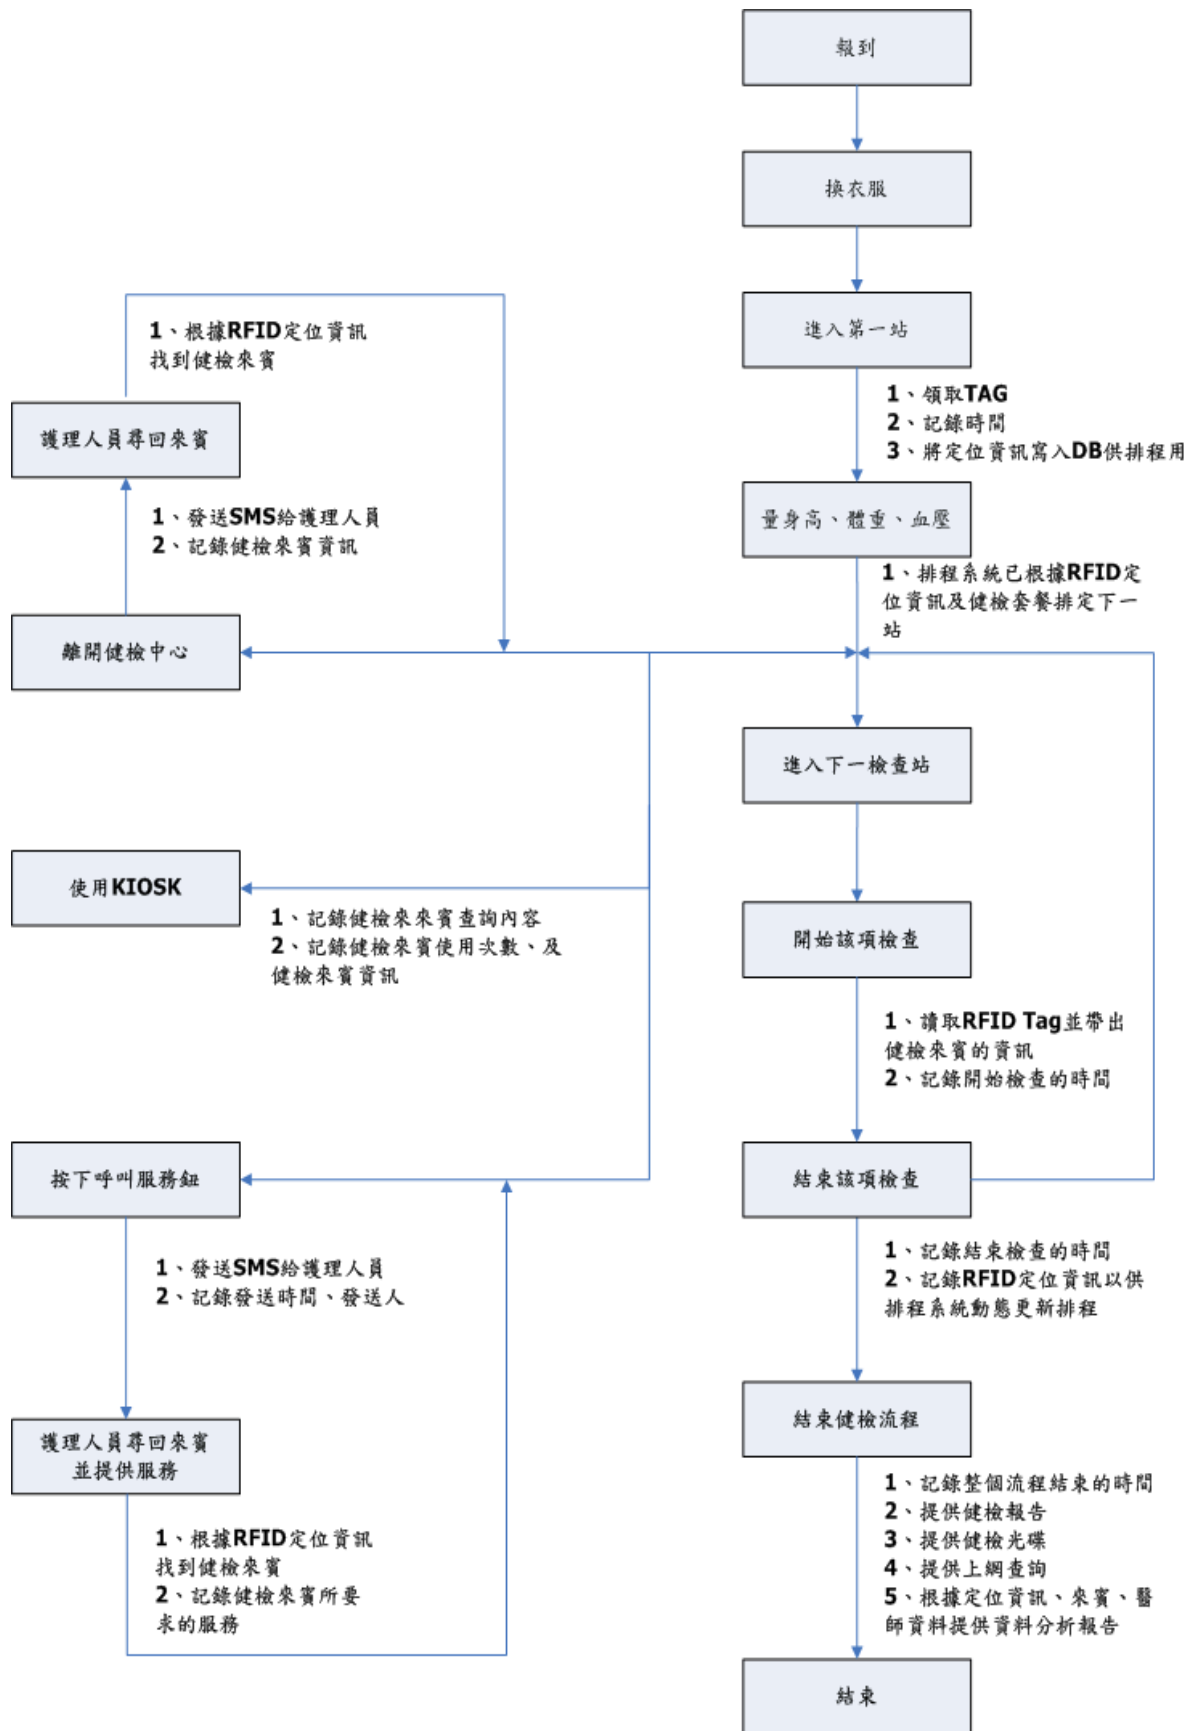 報到
換衣服
進入第一站
1、領取TAG
2、記錄時間
3、將定位資訊寫入DB供排程用
量身高、體重、血壓
1、排程系統已根據RFID定
位資訊及健檢套餐排定下一
站
1、根據RFID定位資訊
找到健檢來賓
護理人員尋回來賓
1、發送SMS給護理人員
2、記錄健檢來賓資訊
離開健檢中心
進入下一檢查站
使用KIOSK
1、記錄健檢來來賓查詢內容
2、記錄健檢來賓使用次數、及
健檢來賓資訊
開始該項檢查
1、讀取RFID Tag並帶出
健檢來賓的資訊
2、記錄開始檢查的時間
按下呼叫服務鈕
結束該項檢查
1、發送SMS給護理人員
2、記錄發送時間、發送人
1、記錄結束檢查的時間
2、記錄RFID定位資訊以供
排程系統動態更新排程
護理人員尋回來賓
並提供服務
結束健檢流程
1、根據RFID定位資訊
找到健檢來賓
2、記錄健檢來賓所要
求的服務
1、記錄整個流程結束的時間
2、提供健檢報告
3、提供健檢光碟
4、提供上網查詢
5、根據定位資訊、來賓、醫
師資料提供資料分析報告
結束